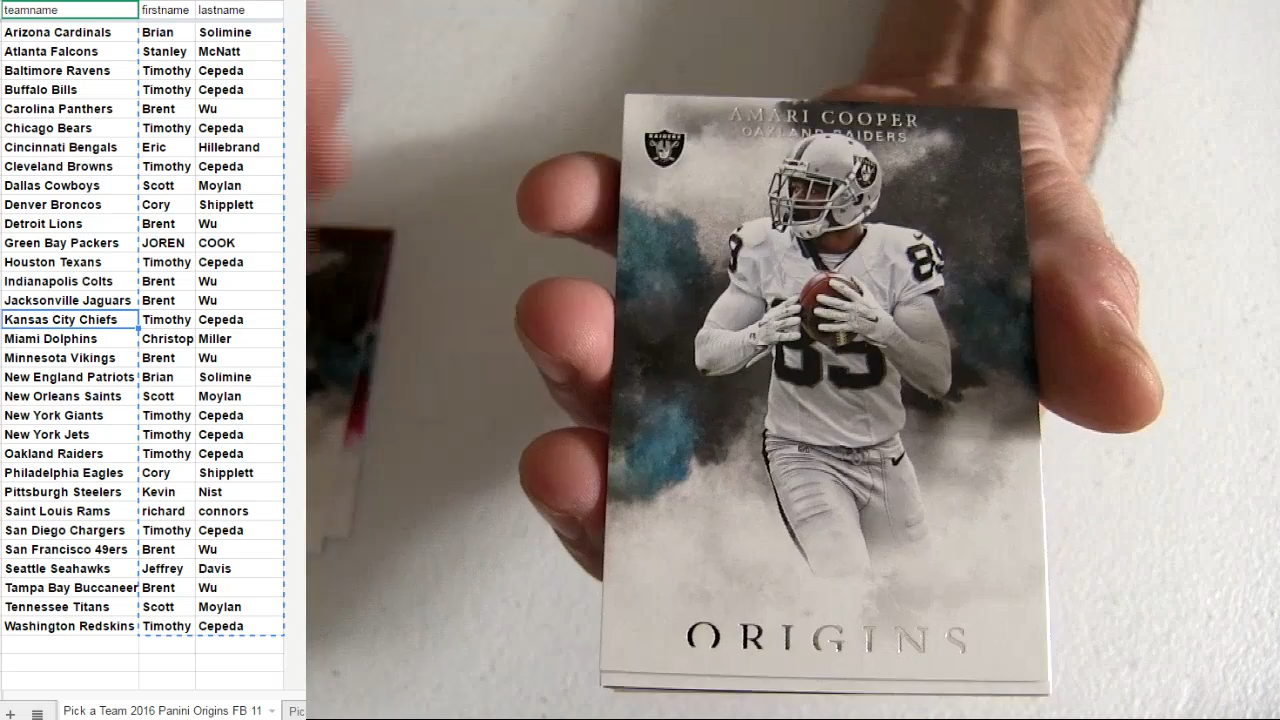 teamname firstname lastname
Arizona Cardinals Brian Solimine
Atlanta Falcons Stanley McNatt
Baltimore Ravens Timothy Cepeda
Buffalo Bills Timothy Cepeda
Carolina Panthers Brent Wu
Chicago Bears Timothy Cepeda
Cincinnati Bengals Eric Hillebrand
Cleveland Browns Timothy Cepeda
Dallas Cowboys Scott Moylan
Denver Broncos Cory Shipplett
Detroit Lions Brent Wu
Green Bay Packers JOREN COOK
Houston Texans Timothy Cepeda
Indianapolis Colts Brent Wu
Jacksonville Jaguars Brent Wu
Kansas City Chiefs Timothy Cepeda
Miami Dolphins Christop Miller
Minnesota Vikings Brent Wu
New England Patriots Brian Solimine
New Orleans Saints Scott Moylan
New York Giants Timothy Cepeda
New York Jets Timothy Cepeda
Oakland Raiders Timothy Cepeda
Philadelphia Eagles Cory Shipplett
Pittsburgh Steelers Kevin Nist
Saint Louis Rams richard connors
San Diego Chargers Timothy Cepeda
San Francisco 49ers Brent Wu
Seattle Seahawks Jeffrey Davis
Tampa Bay Buccaneer Brent Wu
Tennessee Titans Scott Moylan
Washington Redskins Timothy Cepeda
Pick a Team 2016 Panini Origins FB 11 Pic
AMARI COOPER
OAKLAND RAIDERS
RAIDERS
89
89
ORIGINS